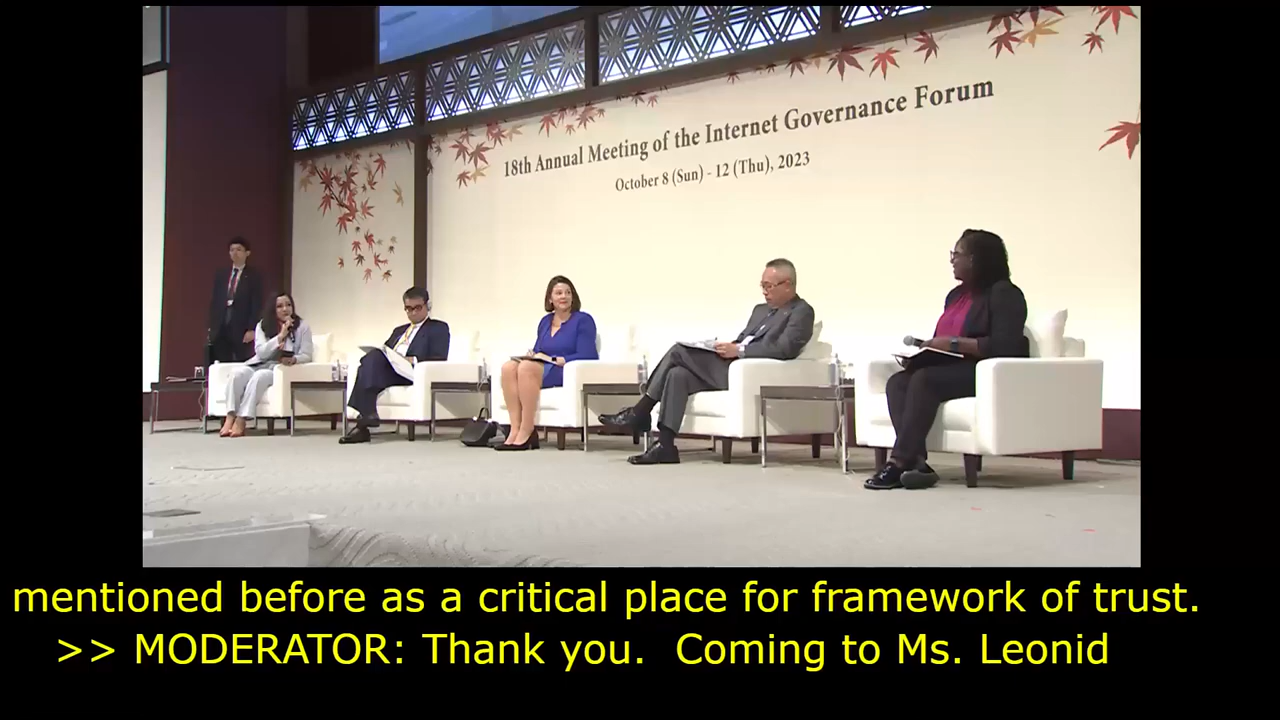 18th Annual Meeting of the Internet Governance Forum
October 8 (Sun) - 12 (Thu), 2023
mentioned before as a critical place for framework of trust.
>> MODERATOR: Thank you.  Coming to Ms. Leonid